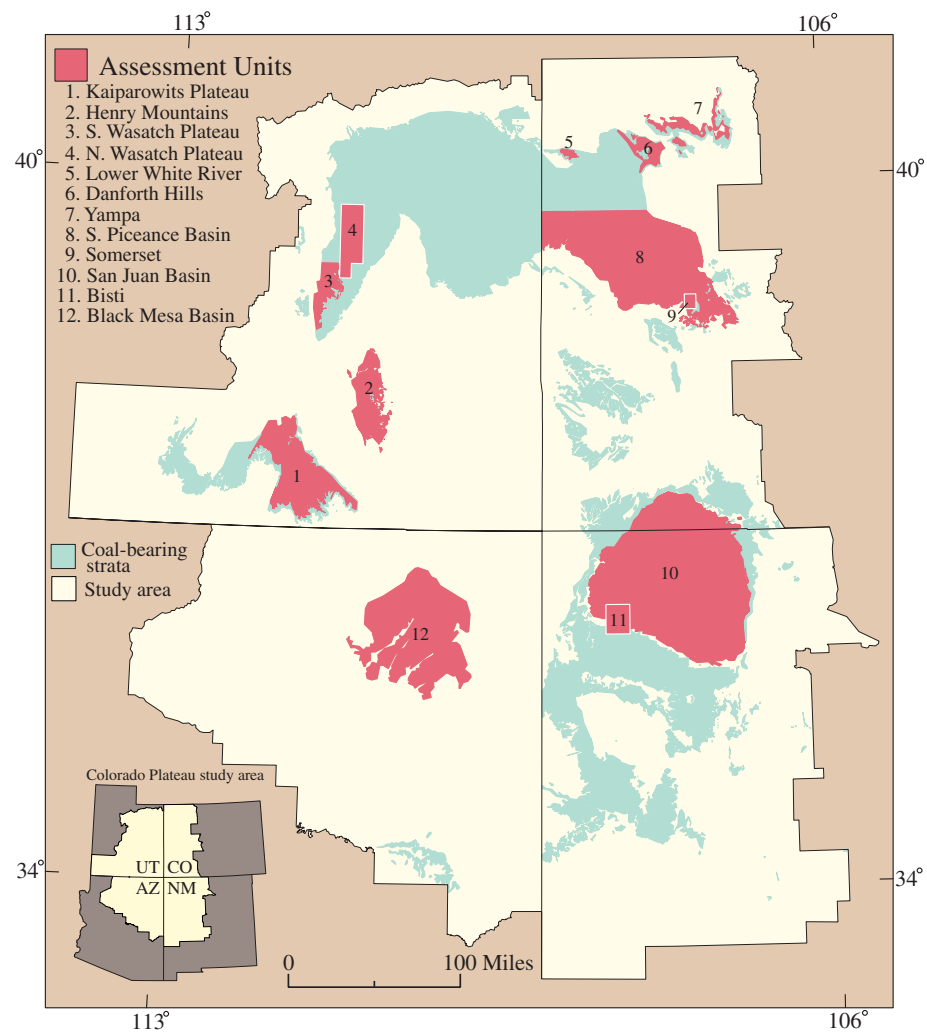 113°
106°
Assessment Units
1. Kaiparowits Plateau
2. Henry Mountains
3. S. Wasatch Plateau
4. N. Wasatch Plateau
5. Lower White River
6. Danforth Hills
7. Yampa
8. S. Piceance Basin
9. Somerset
10. San Juan Basin
11. Bisti
12. Black Mesa Basin
40°
40°
7
5
6
4
8
3
9
2
1
Coal-bearing
strata
Study area
10
11
12
Colorado Plateau study area
UT CO
AZ NM
34°
34°
0
100 Miles
113°
106°